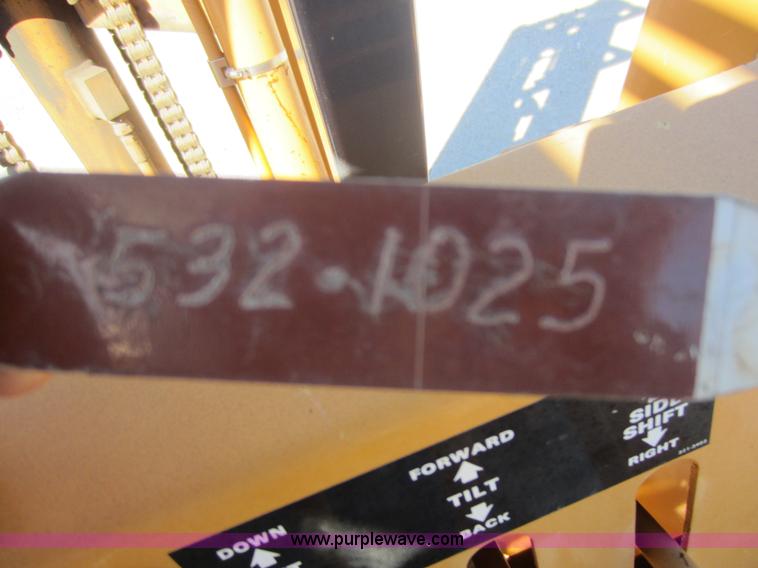 532-1025
SIDE
SHIFT
RIGHT
FORWARD
TILT
BACK
DOWN
www.purplewave.com